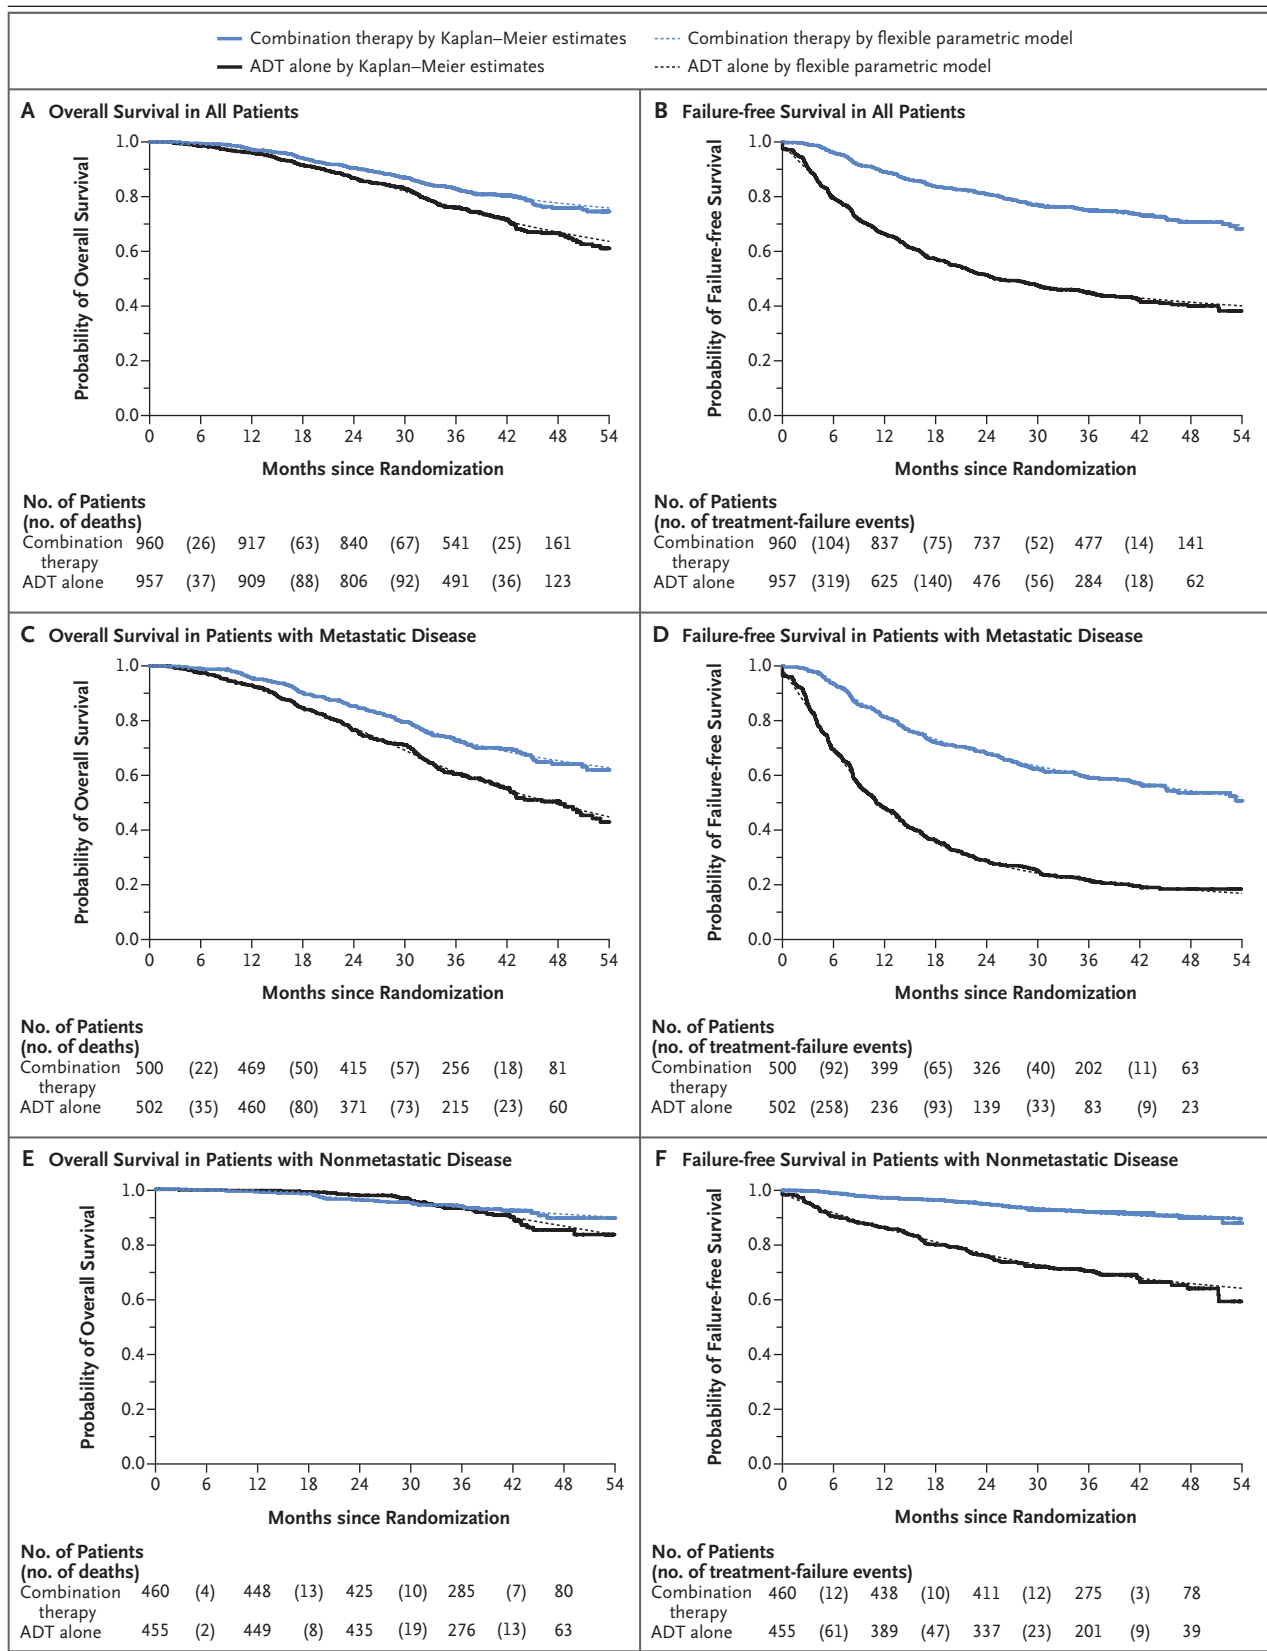 Combination therapy by Kaplan–Meier estimates Combination therapy by flexible parametric model
ADT alone by Kaplan–Meier estimates ADT alone by flexible parametric model
A Overall Survival in All Patients
Probability of Overall Survival
1.0
0.8
0.6
0.4
0.2
0.0
0 6 12 18 24 30 36 42 48 54
Months since Randomization
No. of Patients
(no. of deaths)
Combination 960 (26) 917 (63) 840 (67) 541 (25) 161
therapy
ADT alone 957 (37) 909 (88) 806 (92) 491 (36) 123
B Failure-free Survival in All Patients
Probability of Failure-free Survival
1.0
0.8
0.6
0.4
0.2
0.0
0 6 12 18 24 30 36 42 48 54
Months since Randomization
No. of Patients
(no. of treatment-failure events)
Combination 960 (104) 837 (75) 737 (52) 477 (14) 141
therapy
ADT alone 957 (319) 625 (140) 476 (56) 284 (18) 62
C Overall Survival in Patients with Metastatic Disease
Probability of Overall Survival
1.0
0.8
0.6
0.4
0.2
0.0
0 6 12 18 24 30 36 42 48 54
Months since Randomization
No. of Patients
(no. of deaths)
Combination 500 (22) 469 (50) 415 (57) 256 (18) 81
therapy
ADT alone 502 (35) 460 (80) 371 (73) 215 (23) 60
D Failure-free Survival in Patients with Metastatic Disease
Probability of Failure-free Survival
1.0
0.8
0.6
0.4
0.2
0.0
0 6 12 18 24 30 36 42 48 54
Months since Randomization
No. of Patients
(no. of treatment-failure events)
Combination 500 (92) 399 (65) 326 (40) 202 (11) 63
therapy
ADT alone 502 (258) 236 (93) 139 (33) 83 (9) 23
E Overall Survival in Patients with Nonmetastatic Disease
Probability of Overall Survival
1.0
0.8
0.6
0.4
0.2
0.0
0 6 12 18 24 30 36 42 48 54
Months since Randomization
No. of Patients
(no. of deaths)
Combination 460 (4) 448 (13) 425 (10) 285 (7) 80
therapy
ADT alone 455 (2) 449 (8) 435 (19) 276 (13) 63
F Failure-free Survival in Patients with Nonmetastatic Disease
Probability of Failure-free Survival
1.0
0.8
0.6
0.4
0.2
0.0
0 6 12 18 24 30 36 42 48 54
Months since Randomization
No. of Patients
(no. of treatment-failure events)
Combination 460 (12) 438 (10) 411 (12) 275 (3) 78
therapy
ADT alone 455 (61) 389 (47) 337 (23) 201 (9) 39